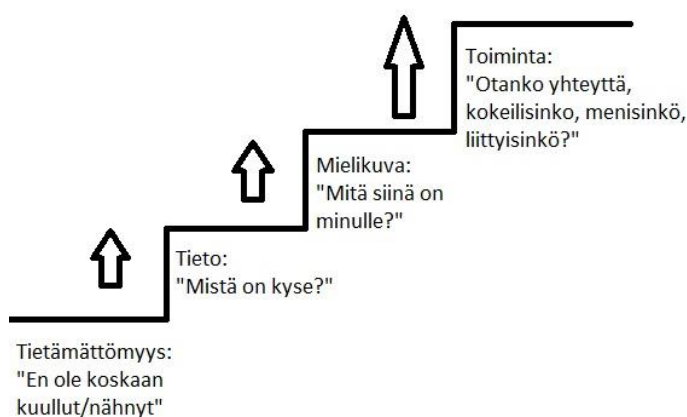 Toiminta:
"Otanko yhteyttä,
kokeilisinko, menisinkö,
liittyisinkö?"
Mielikuva:
"Mitä siinä on
minulle?"
Tieto:
"Mistä on kyse?"
Tietämättömyys:
"En ole koskaan
kuullut/nähnyt"